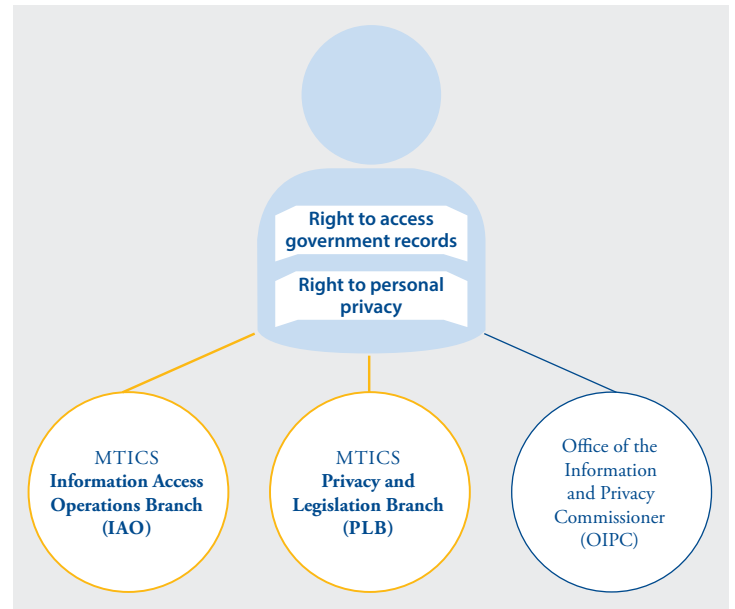 Right to access
government records
Right to personal
privacy
MTICS
Information Access
Operations Branch
(IAO)
MTICS
Privacy and
Legislation Branch
(PLB)
Office of the
Information
and Privacy
Commissioner
(OIPC)